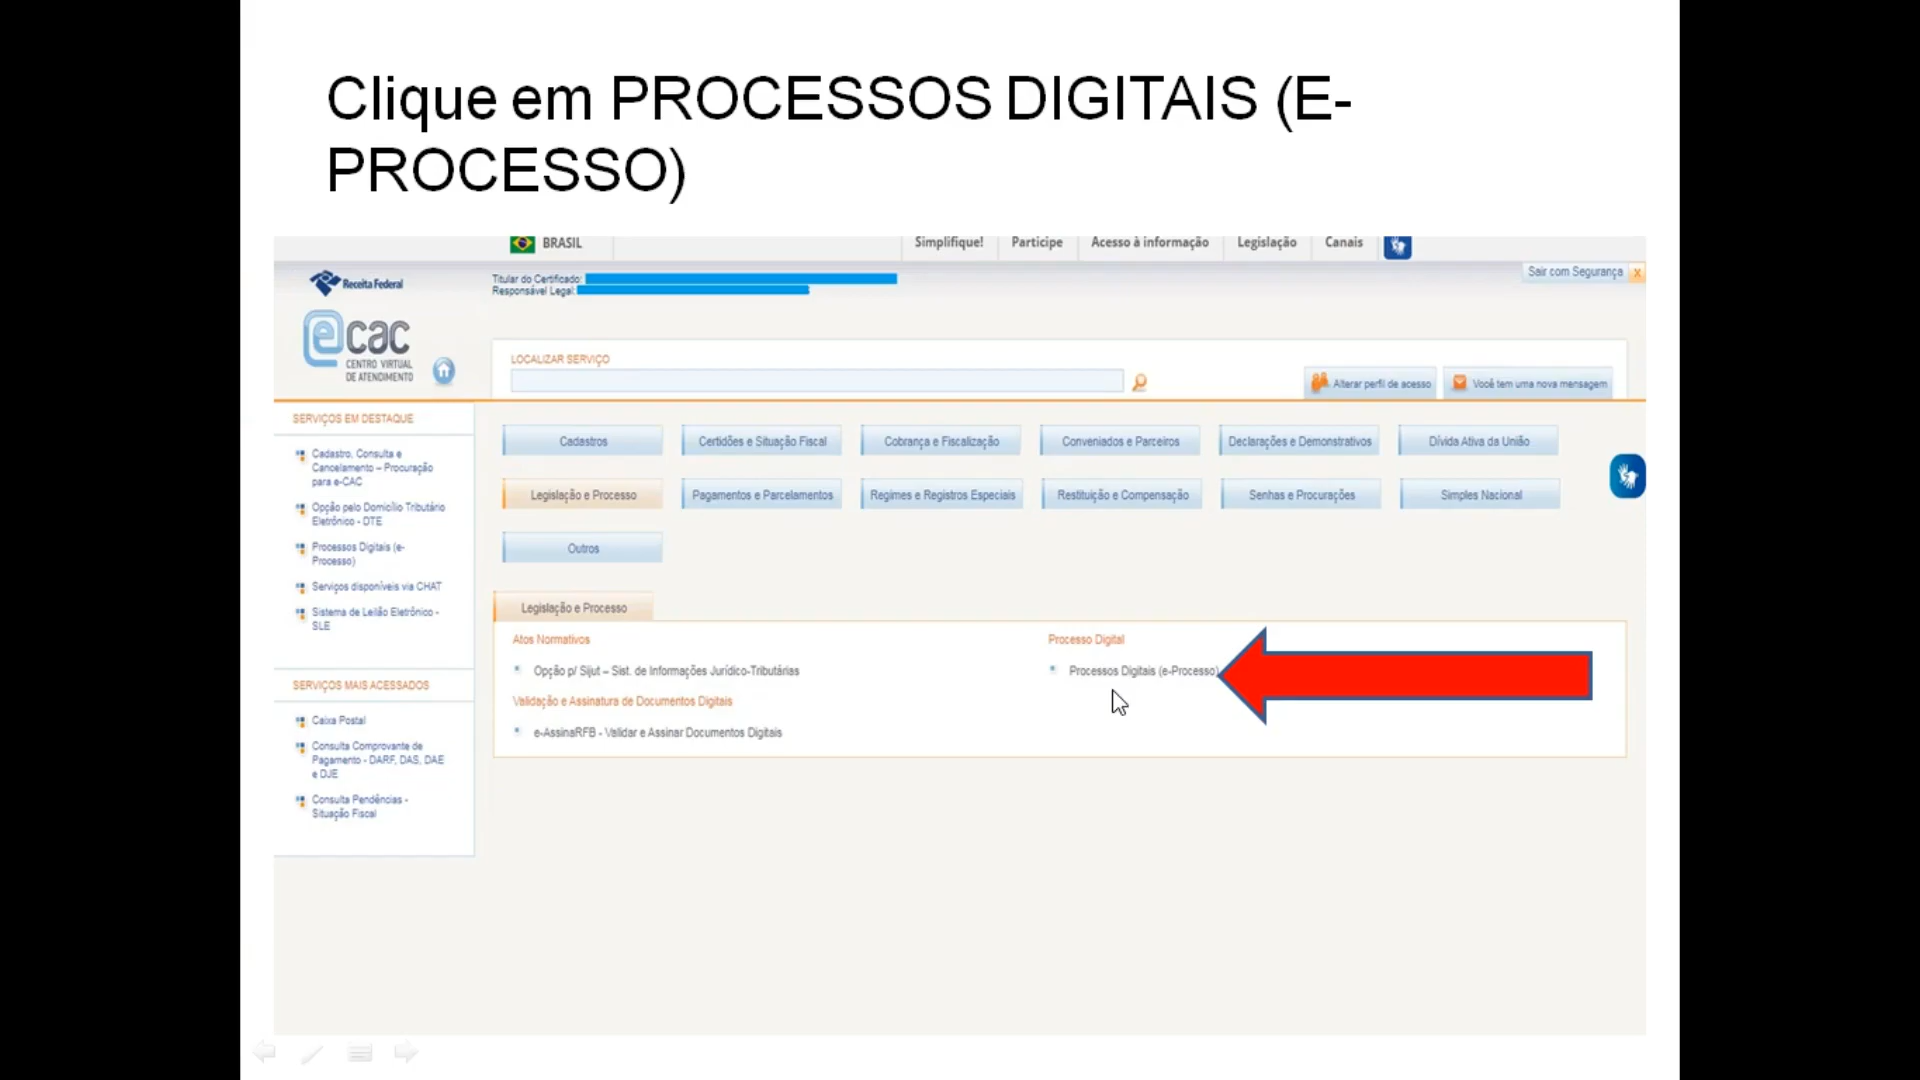 Clique em PROCESSOS DIGITAIS (E-
PROCESSO)
BRASIL
Simplifique!
Participe
Acesso à informação
Legislação
Canais
Receita Federal
Titular do Certificado:
Responsável Legal:
Sair com Segurança x
ecac
CENTRO VIRTUAL
DE ATENDIMENTO
LOCALIZAR SERVIÇO
Alterar perfil de acesso
Você tem uma nova mensagem
SERVIÇOS EM DESTAQUE
Cadastro, Consulta e
Cancelamento – Procuração
para e-CAC
Opção pelo Domicílio Tributário
Eletrônico - DTE
Processos Digitais (e-
Processo)
Serviços disponíveis via CHAT
Sistema de Leilão Eletrônico -
SLE
SERVIÇOS MAIS ACESSADOS
Caixa Postal
Consulta Comprovante de
Pagamento - DARF, DAS, DAE
e DJE
Consulta Pendências -
Situação Fiscal
Cadastros
Certidões e Situação Fiscal
Cobrança e Fiscalização
Conveniados e Parceiros
Declarações e Demonstrativos
Dívida Ativa da União
Legislação e Processo
Pagamentos e Parcelamentos
Regimes e Registros Especiais
Restituição e Compensação
Senhas e Procurações
Simples Nacional
Outros
Legislação e Processo
Atos Normativos
Opção p/ Sijut – Sist. de Informações Jurídico-Tributárias
Validação e Assinatura de Documentos Digitais
e-AssinaRFB - Validar e Assinar Documentos Digitais
Processo Digital
Processos Digitais (e-Processo)